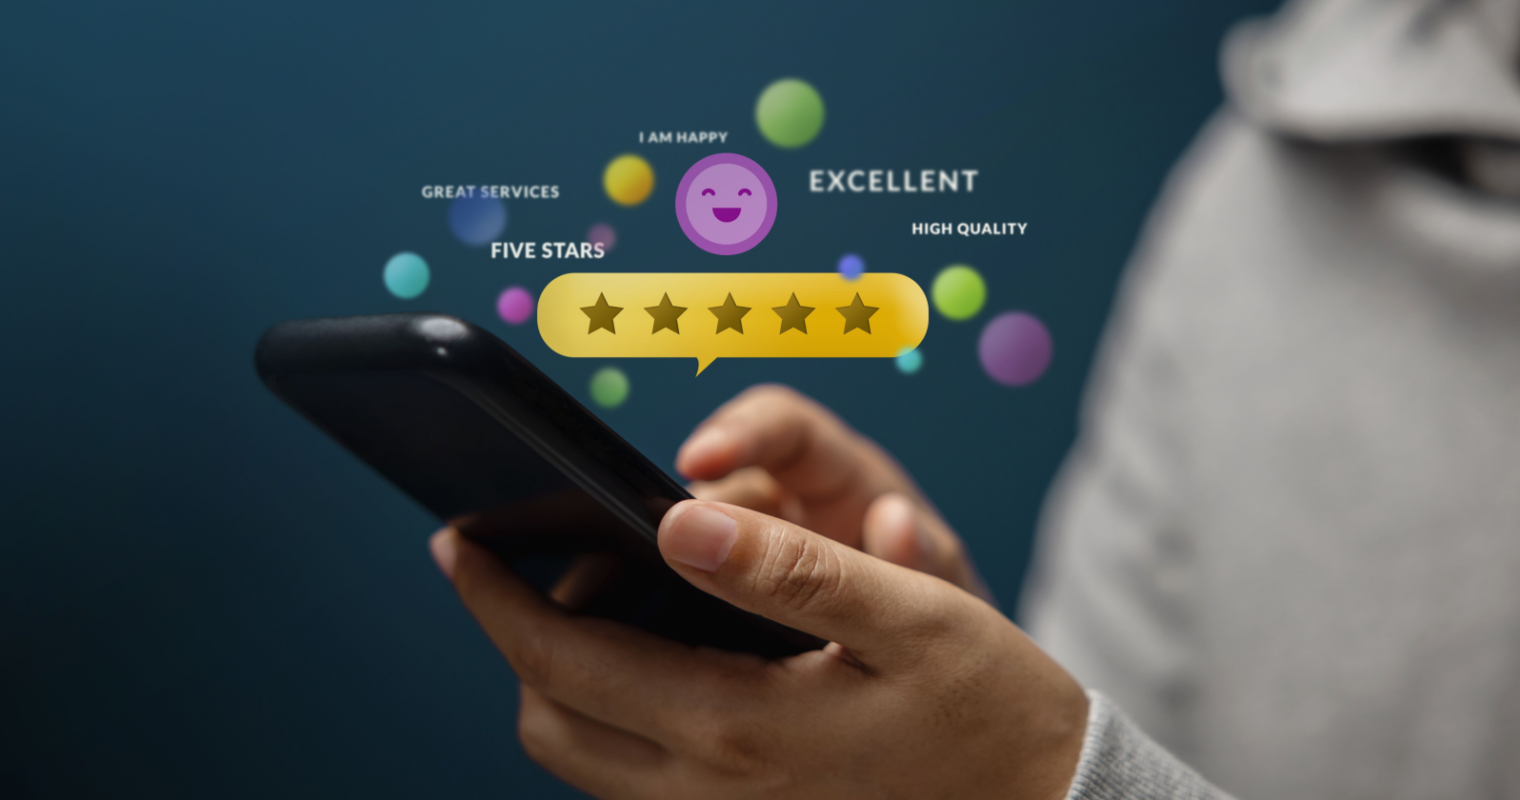 I AM HAPPY
EXCELLENT
GREAT SERVICES
HIGH QUALITY
FIVE STARS